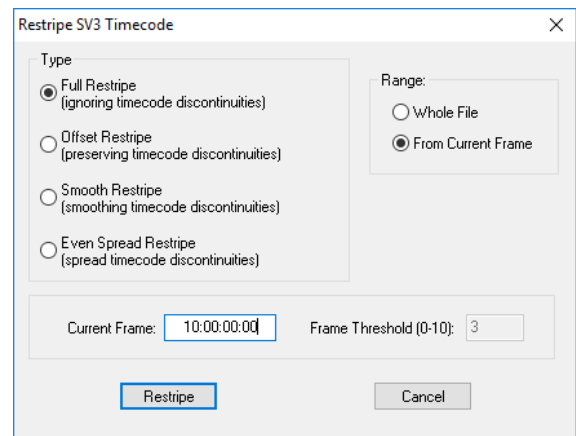 Restripe SV3 Timecode
Type
Full Restripe
(ignoring timecode discontinuities)
Offset Restripe
(preserving timecode discontinuities)
Smooth Restripe
(smoothing timecode discontinuities)
Even Spread Restripe
(spread timecode discontinuities)
Range:
Whole File
From Current Frame
Current Frame: 10:00:00:00 Frame Threshold (0-10): 3
Restripe Cancel